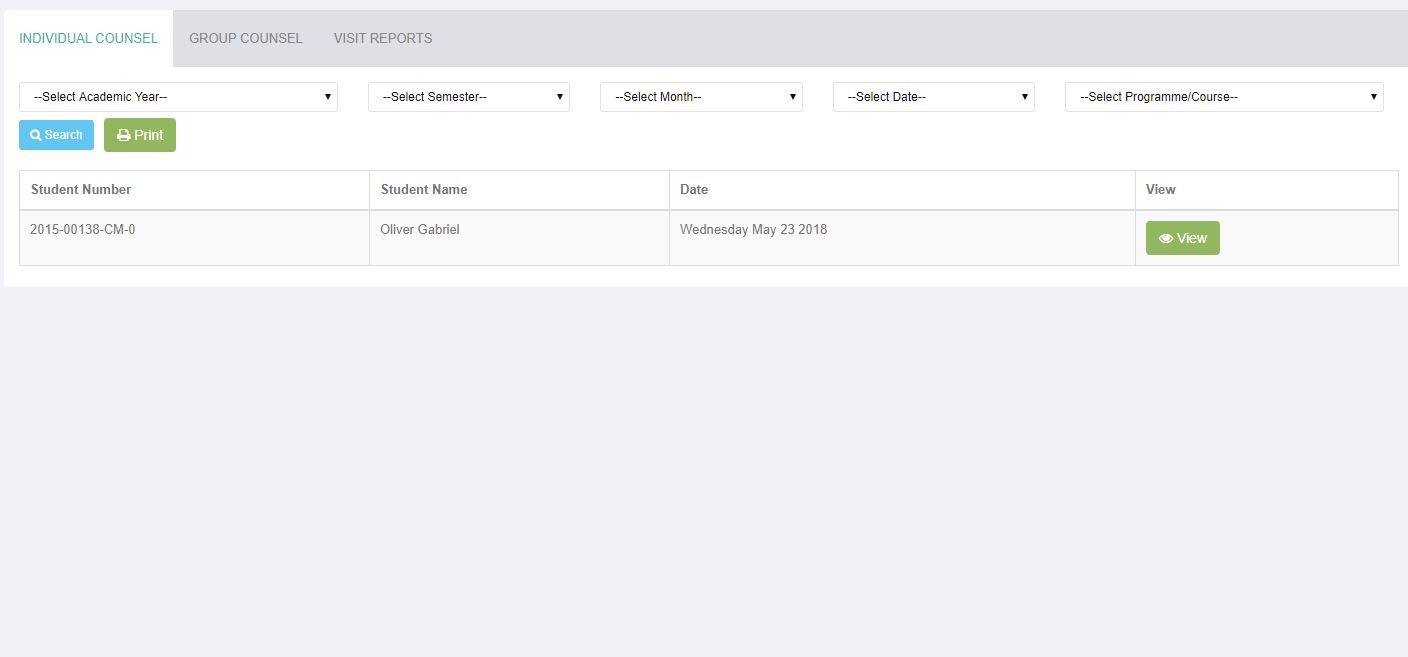 INDIVIDUAL COUNSEL GROUP COUNSEL VISIT REPORTS
--Select Academic Year-- --Select Semester-- --Select Month-- --Select Date-- --Select Programme/Course--
Search Print
Student Number Student Name Date View
2015-00138-CM-0 Oliver Gabriel Wednesday May 23 2018 View